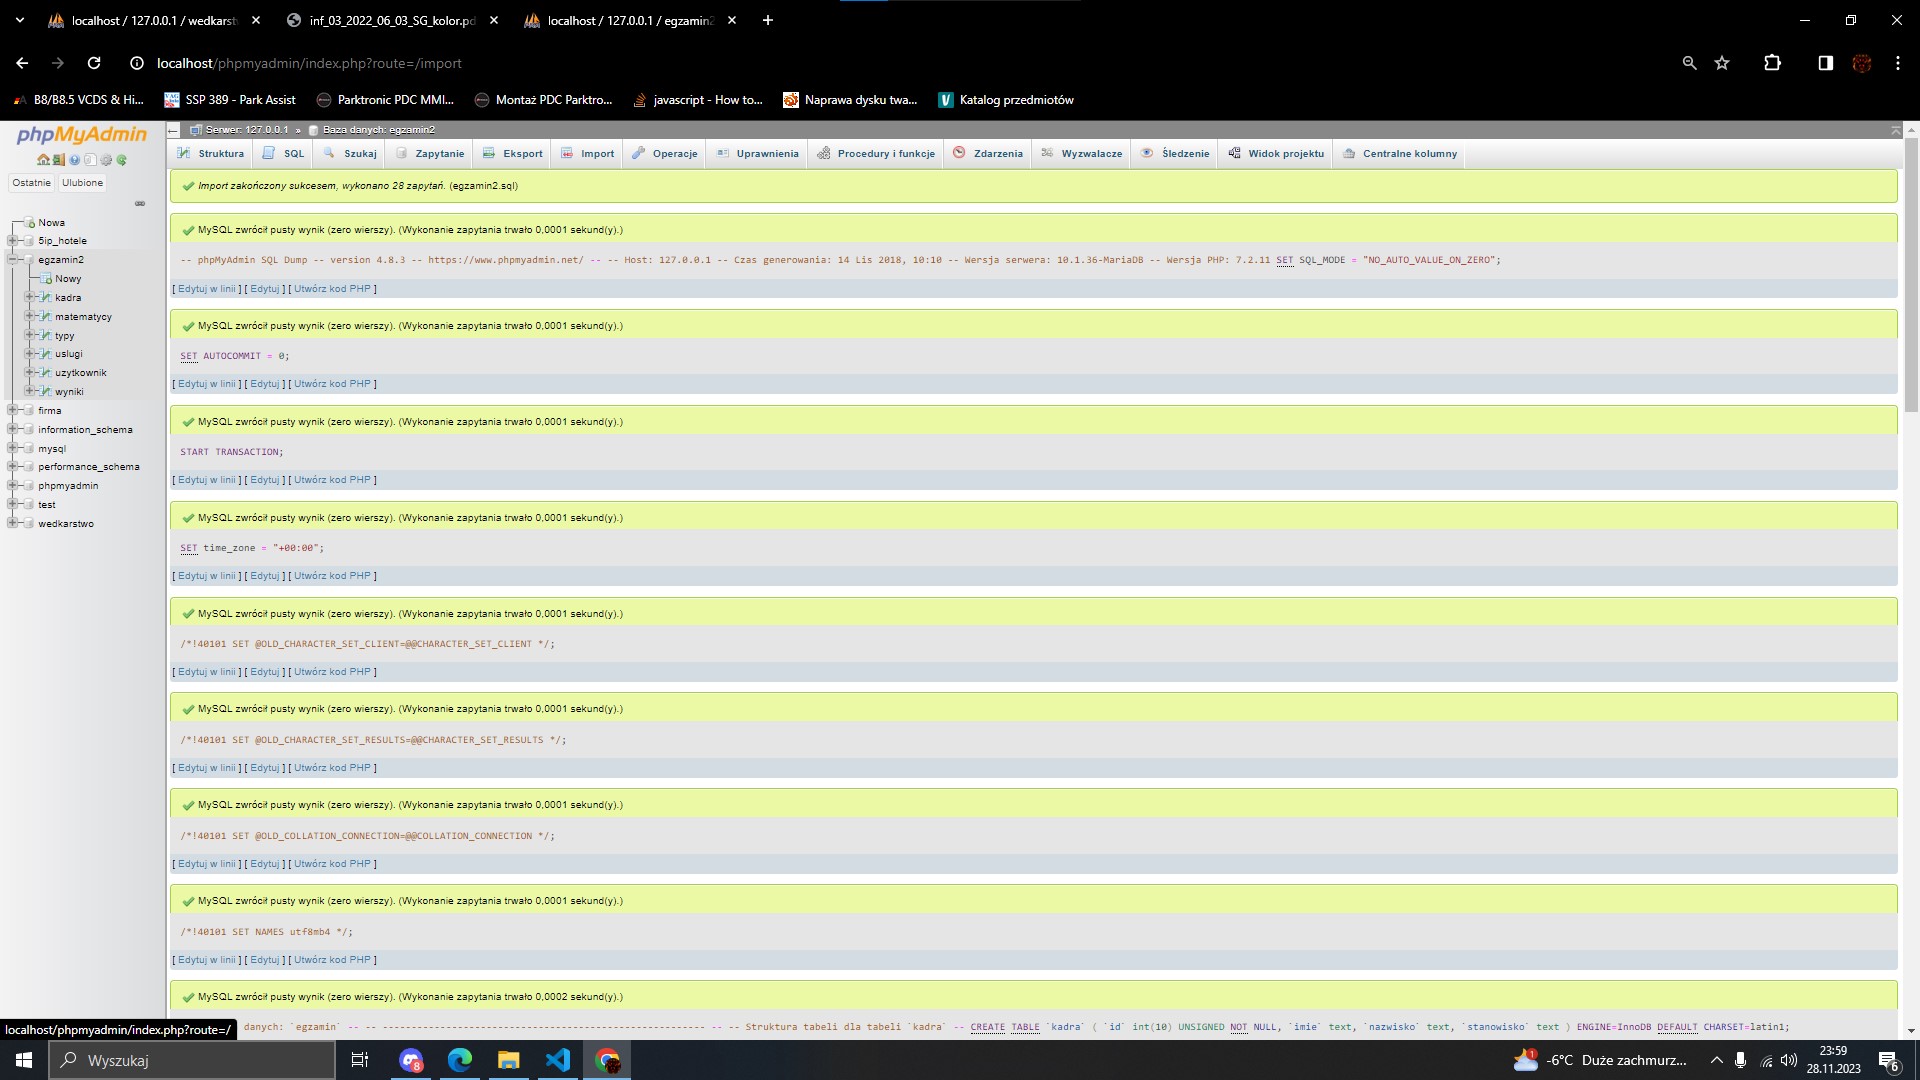 localhost / 127.0.0.1 / wedkarst
inf_03_2022_06_03_SG_kolor.pd
localhost / 127.0.0.1 / egzamin2
localhost/phpmyadmin/index.php?route=/import
B8/B8.5 VCDS & Hi...
SSP 389 - Park Assist
Parktronic PDC MMI...
Montaż PDC Parktro...
javascript - How to...
Naprawa dysku twa...
Katalog przedmiotów
phpMyAdmin
Serwer: 127.0.0.1 » Baza danych: egzamin2
Struktura SQL Szukaj Zapytanie Eksport Import Operacje Uprawnienia Procedury i funkcje Zdarzenia Wyzwalacze Śledzenie Widok projektu Centralne kolumny
Ostatnie Ulubione
Nowa
5ip_hotele
egzamin2
Nowy
kadra
matematycy
typy
uslugi
uzytkownik
wyniki
firma
information_schema
mysql
performance_schema
phpmyadmin
test
wedkarstwo
Import zakończony sukcesem, wykonano 28 zapytań. (egzamin2.sql)
MySQL zwrócił pusty wynik (zero wierszy). (Wykonanie zapytania trwało 0,0001 sekund(y).)
-- phpMyAdmin SQL Dump -- version 4.8.3 -- https://www.phpmyadmin.net/ -- -- Host: 127.0.0.1 -- Czas generowania: 14 Lis 2018, 10:10 -- Wersja serwera: 10.1.36-MariaDB -- Wersja PHP: 7.2.11 SET SQL_MODE = "NO_AUTO_VALUE_ON_ZERO";
[ Edytuj w linii ] [ Edytuj ] [ Utwórz kod PHP ]
MySQL zwrócił pusty wynik (zero wierszy). (Wykonanie zapytania trwało 0,0001 sekund(y).)
SET AUTOCOMMIT = 0;
[ Edytuj w linii ] [ Edytuj ] [ Utwórz kod PHP ]
MySQL zwrócił pusty wynik (zero wierszy). (Wykonanie zapytania trwało 0,0001 sekund(y).)
START TRANSACTION;
[ Edytuj w linii ] [ Edytuj ] [ Utwórz kod PHP ]
MySQL zwrócił pusty wynik (zero wierszy). (Wykonanie zapytania trwało 0,0001 sekund(y).)
SET time_zone = "+00:00";
[ Edytuj w linii ] [ Edytuj ] [ Utwórz kod PHP ]
MySQL zwrócił pusty wynik (zero wierszy). (Wykonanie zapytania trwało 0,0001 sekund(y).)
/*!40101 SET @OLD_CHARACTER_SET_CLIENT=@@CHARACTER_SET_CLIENT */;
[ Edytuj w linii ] [ Edytuj ] [ Utwórz kod PHP ]
MySQL zwrócił pusty wynik (zero wierszy). (Wykonanie zapytania trwało 0,0001 sekund(y).)
/*!40101 SET @OLD_CHARACTER_SET_RESULTS=@@CHARACTER_SET_RESULTS */;
[ Edytuj w linii ] [ Edytuj ] [ Utwórz kod PHP ]
MySQL zwrócił pusty wynik (zero wierszy). (Wykonanie zapytania trwało 0,0001 sekund(y).)
/*!40101 SET @OLD_COLLATION_CONNECTION=@@COLLATION_CONNECTION */;
[ Edytuj w linii ] [ Edytuj ] [ Utwórz kod PHP ]
MySQL zwrócił pusty wynik (zero wierszy). (Wykonanie zapytania trwało 0,0001 sekund(y).)
/*!40101 SET NAMES utf8mb4 */;
[ Edytuj w linii ] [ Edytuj ] [ Utwórz kod PHP ]
MySQL zwrócił pusty wynik (zero wierszy). (Wykonanie zapytania trwało 0,0002 sekund(y).)
danych: `egzamin` -- -- -------------------------------------------------------- -- -- Struktura tabeli dla tabeli `kadra` -- CREATE TABLE `kadra` ( `id` int(10) UNSIGNED NOT NULL, `imie` text, `nazwisko` text, `stanowisko` text ) ENGINE=InnoDB DEFAULT CHARSET=latin1;
localhost/phpmyadmin/index.php?route=/
Wyszukaj
8
1
-6°C Duże zachmurz...
23:59
28.11.2023
6